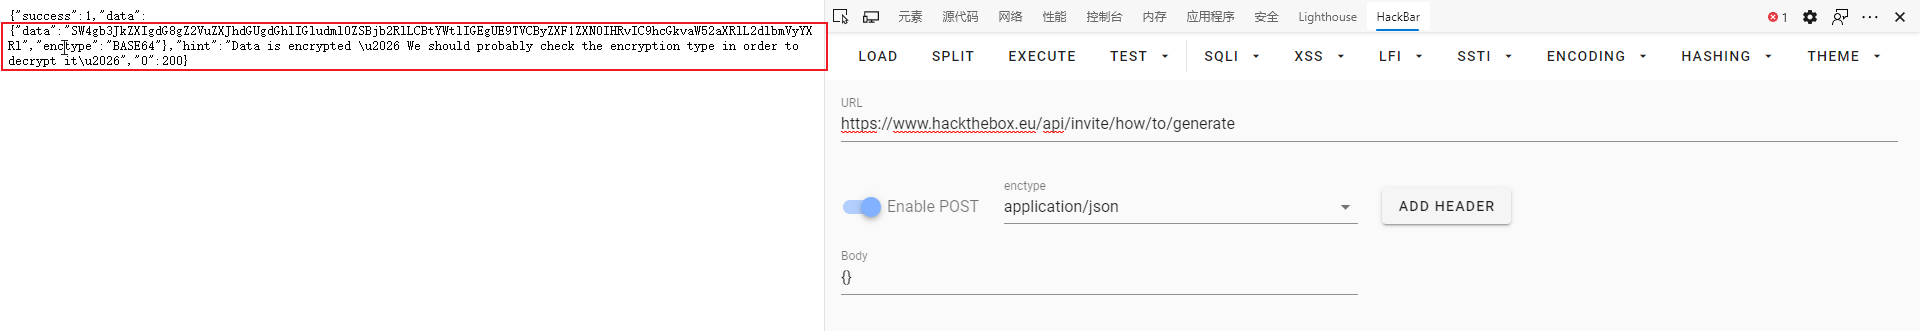 {"success":1,"data":
{"data":"SW4gb3JkZXIgdG8gZ2VuZXJhdGUgdGhlIGludml0ZSBjb2RlLCBtYWtlIGEgUE9TVCByZXF1ZXN0IHRvIC9hcGkvaW52aXRlL2dlbmVyYXRl","enctype":"BASE64"},"hint":"Data is encrypted \u2026 We should probably check the encryption type in order to
decrypt it\u2026","0":200}
元素 源代码 网络 性能 控制台 内存 应用程序 安全 Lighthouse HackBar 1
LOAD SPLIT EXECUTE TEST SQLI XSS LFI SSTI ENCODING HASHING THEME
URL
https://www.hackthebox.eu/api/invite/how/to/generate
Enable POST
enctype
application/json
ADD HEADER
Body
{}